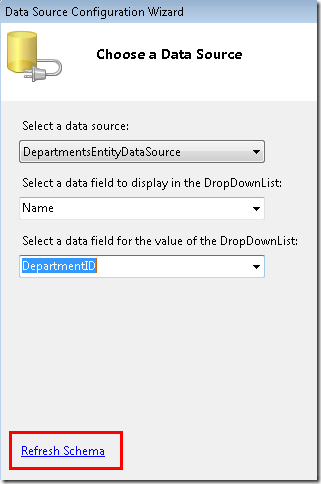 Data Source Configuration Wizard
Choose a Data Source
Select a data source:
DepartmentsEntityDataSource
Select a data field to display in the DropDownList:
Name
Select a data field for the value of the DropDownList:
DepartmentID
Refresh Schema